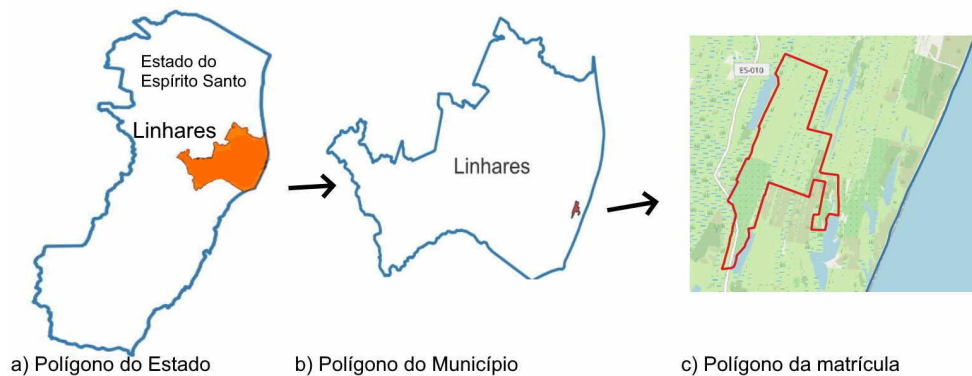 Estado do
Espírito Santo
Linhares
a) Polígono do Estado
Linhares
b) Polígono do Município
ES-010
c) Polígono da matrícula